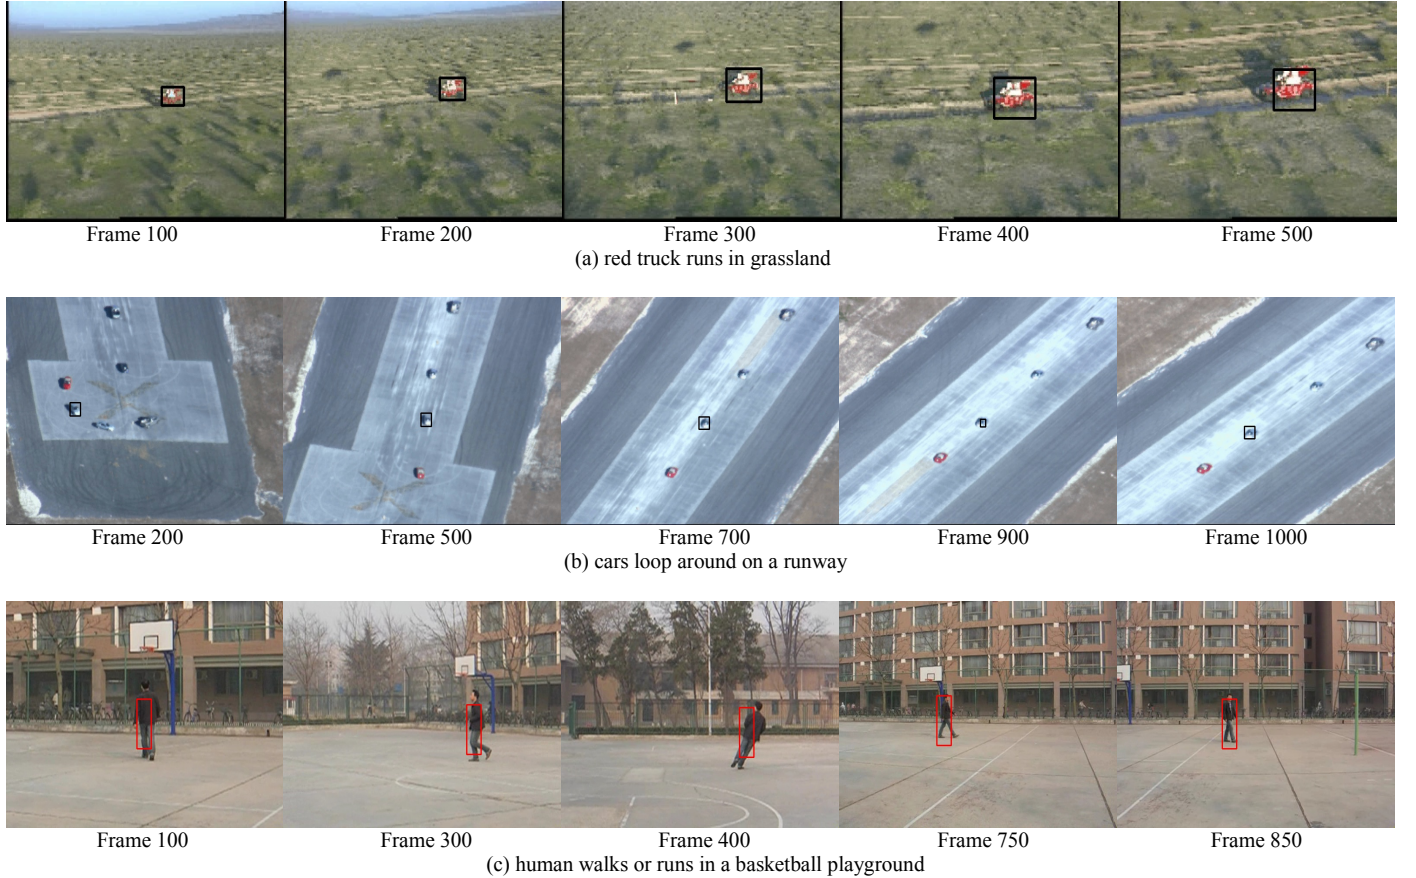 Frame 100 Frame 200 Frame 300 Frame 400 Frame 500
(a) red truck runs in grassland
Frame 200 Frame 500 Frame 700 Frame 900 Frame 1000
(b) cars loop around on a runway
Frame 100 Frame 300 Frame 400 Frame 750 Frame 850
(c) human walks or runs in a basketball playground